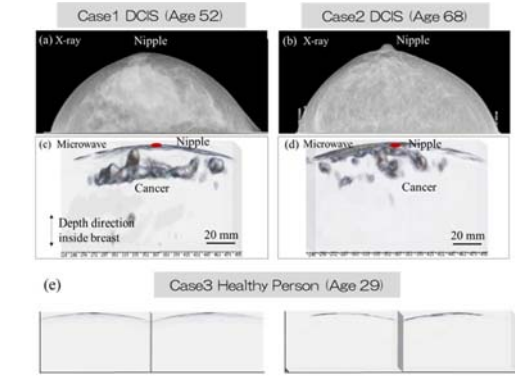 Case1 DCIS (Age 52)
Case2 DCIS (Age 68)
(a) X-ray
Nipple
(b) X-ray
Nipple
(c) Microwave
Nipple
Cancer
Depth direction
inside breast
20 mm
(d) Microwave
Nipple
Cancer
20 mm
(e)
Case3 Healthy Person (Age 29)